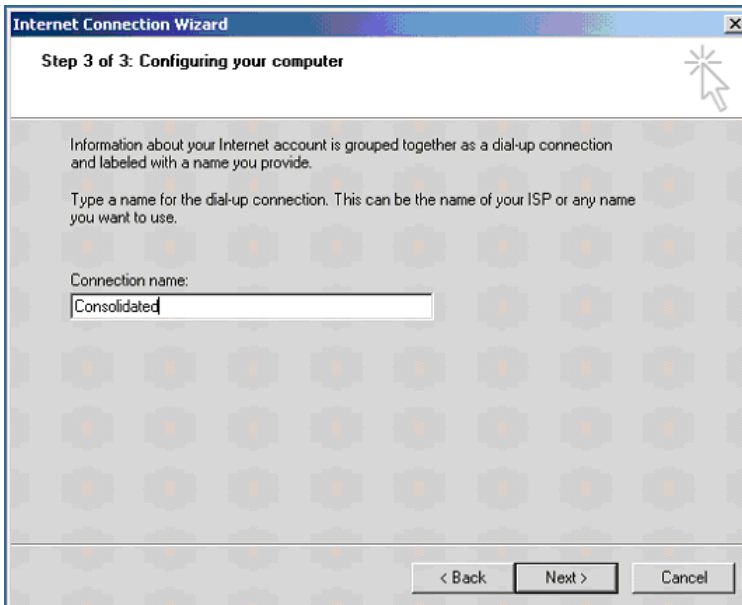 Internet Connection Wizard
Step 3 of 3: Configuring your computer
Information about your Internet account is grouped together as a dial-up connection
and labeled with a name you provide.
Type a name for the dial-up connection. This can be the name of your ISP or any name
you want to use.
Connection name:
Consolidated
< Back
Next >
Cancel